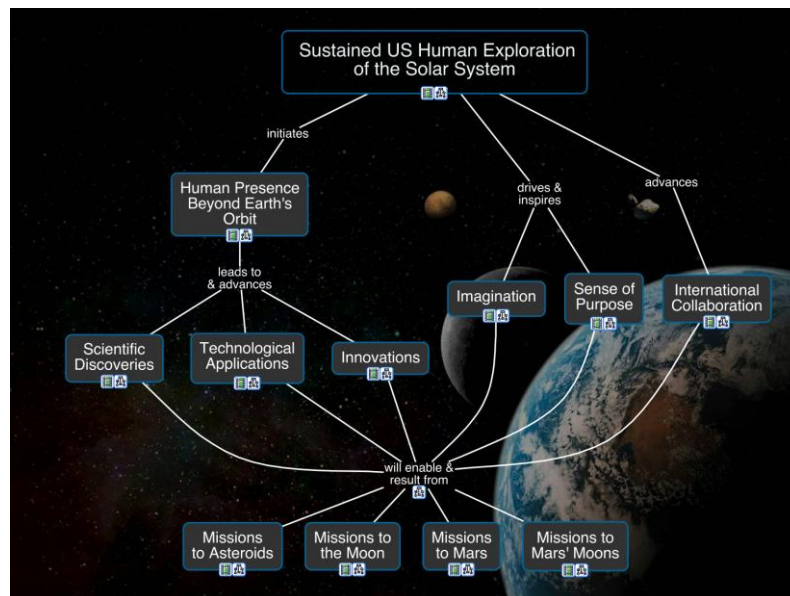 Sustained US Human Exploration
of the Solar System
initiates
drives &
inspires
advances
Human Presence
Beyond Earth's
Orbit
leads to
& advances
Imagination
Sense of
Purpose
International
Collaboration
Scientific
Discoveries
Technological
Applications
Innovations
will enable &
result from
Missions
to Asteroids
Missions to
the Moon
Missions
to Mars
Missions to
Mars' Moons